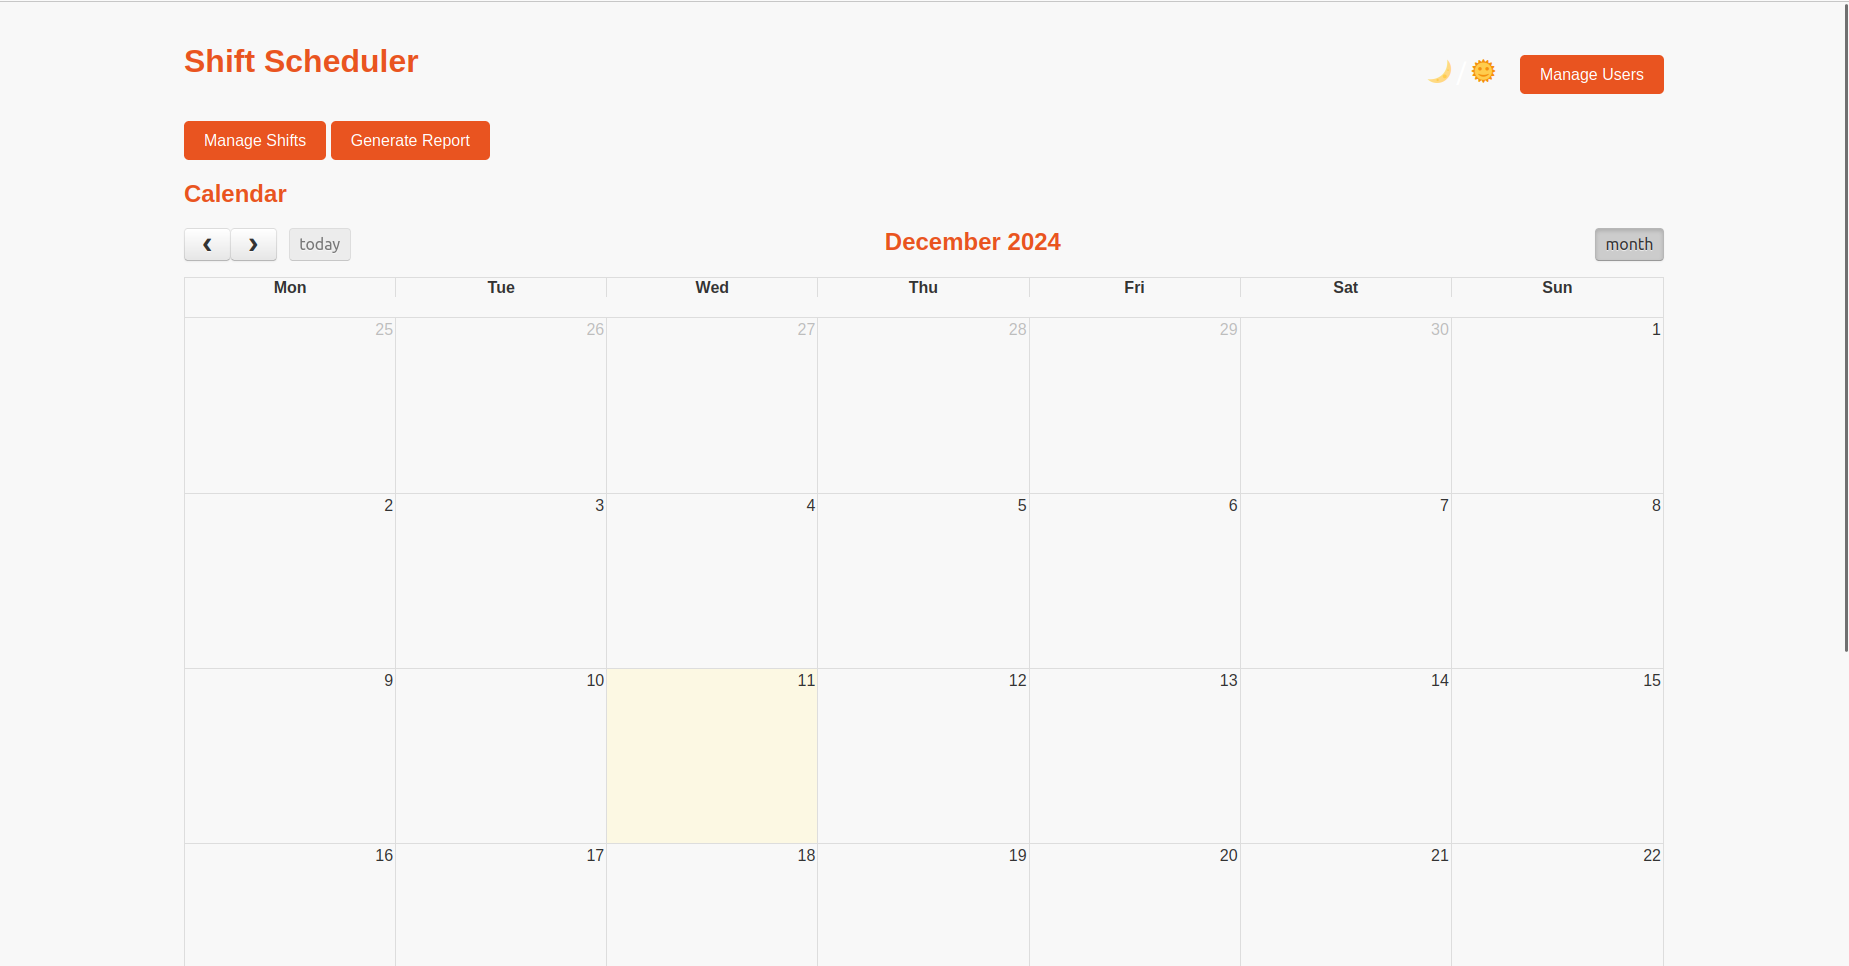 Shift Scheduler
🌙 / 🌞 Manage Users
Manage Shifts Generate Report
Calendar
‹ › today December 2024 month
Mon Tue Wed Thu Fri Sat Sun
25 26 27 28 29 30 1
2 3 4 5 6 7 8
9 10 11 12 13 14 15
16 17 18 19 20 21 22